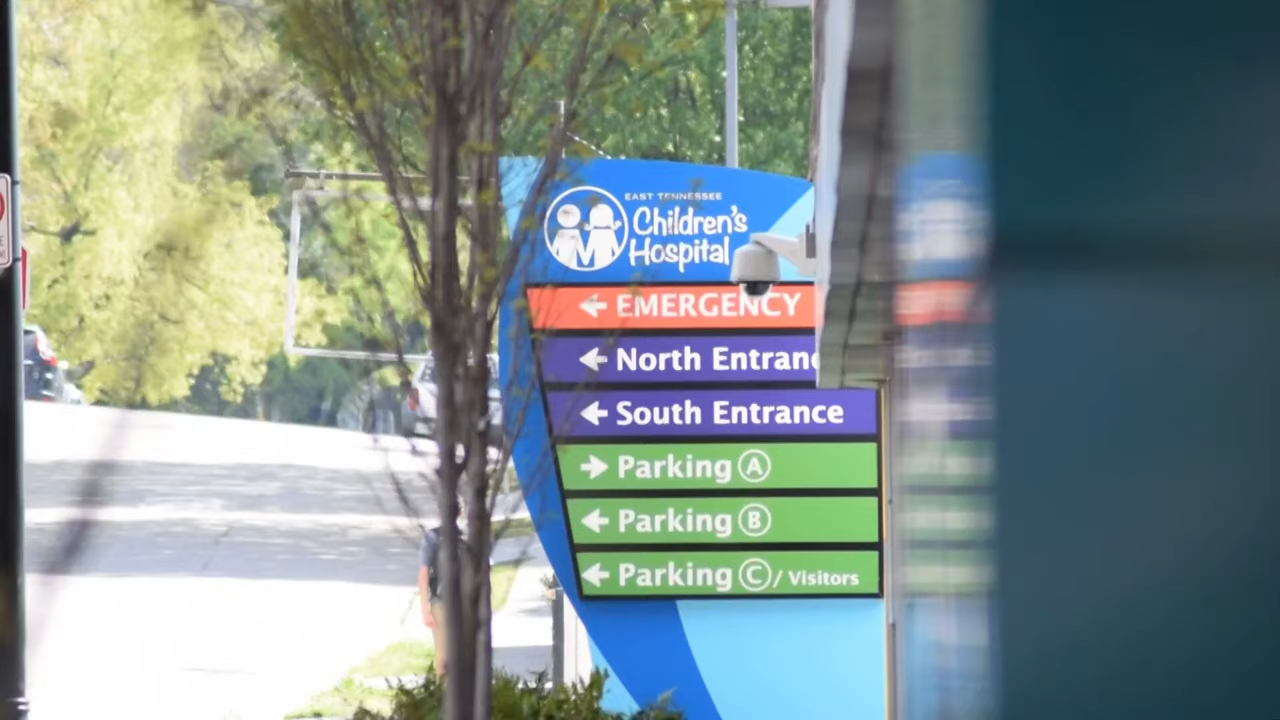 EAST TENNESSEE
Children's
Hospital
EMERGENCY
North Entranc
South Entrance
Parking A
Parking B
Parking C / Visitors